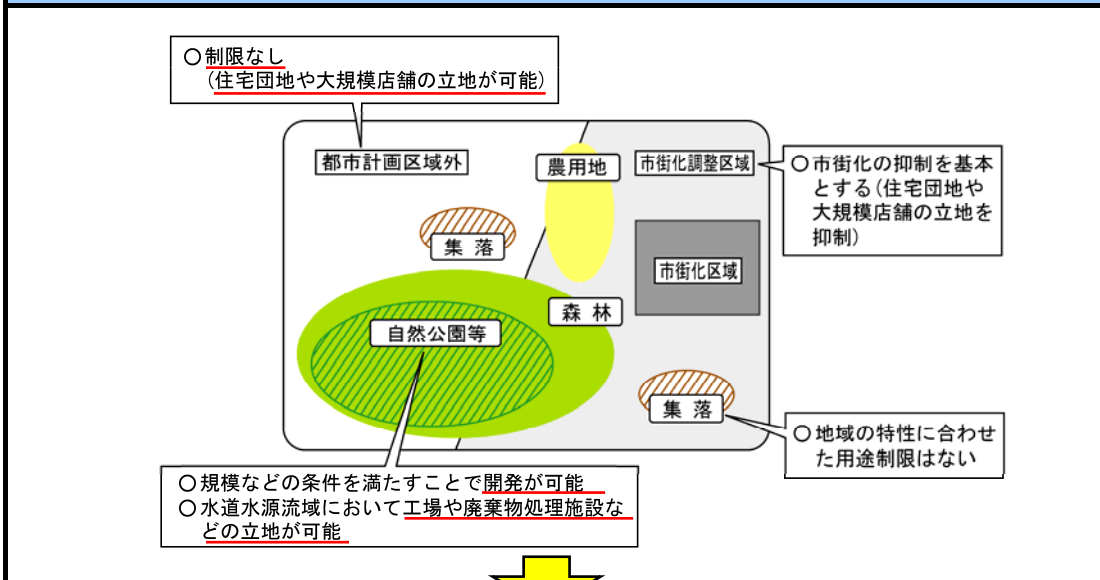 ○制限なし
(住宅団地や大規模店舗の立地が可能)
都市計画区域外
農用地
市街化調整区域
○市街化の抑制を基本
とする(住宅団地や
大規模店舗の立地を
抑制)
集 落
市街化区域
森 林
自然公園等
集 落
○地域の特性に合わせ
た用途制限はない
○規模などの条件を満たすことで開発が可能
○水道水源流域において工場や廃棄物処理施設な
どの立地が可能